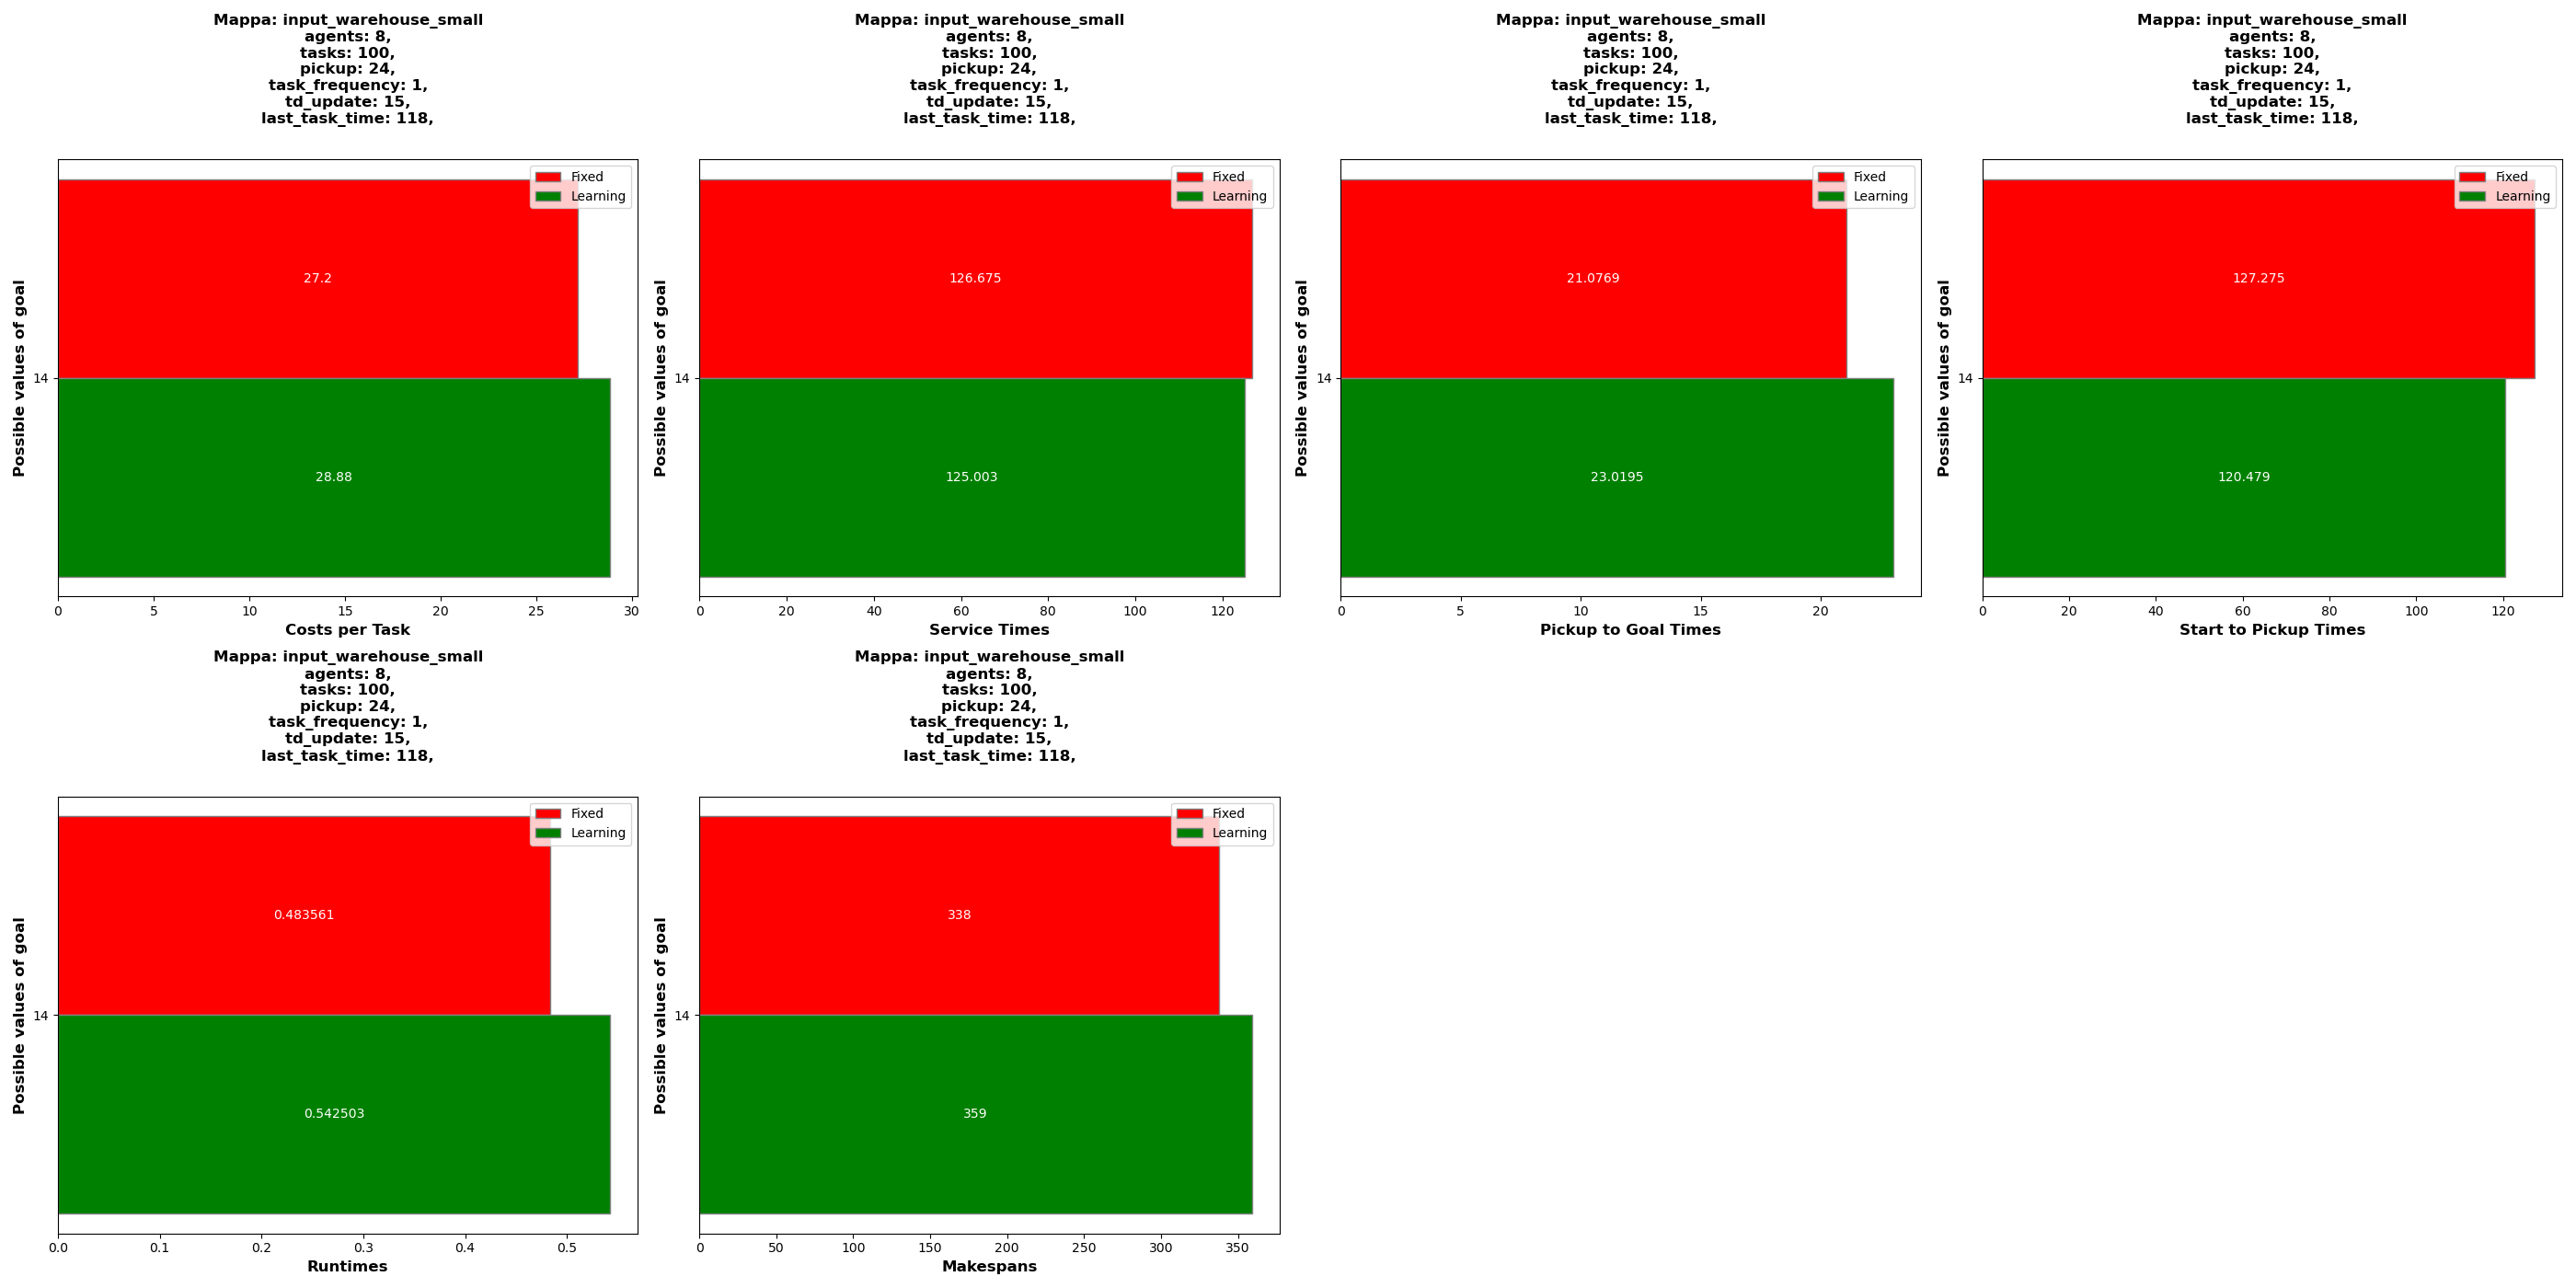 Mappa: input_warehouse_small
agents: 8,
tasks: 100,
pickup: 24,
task_frequency: 1,
td_update: 15,
last_task_time: 118,
Fixed
Learning
27.2
28.88
14
Possible values of goal
0 5 10 15 20 25 30
Costs per Task
Mappa: input_warehouse_small
agents: 8,
tasks: 100,
pickup: 24,
task_frequency: 1,
td_update: 15,
last_task_time: 118,
Fixed
Learning
126.675
125.003
14
Possible values of goal
0 20 40 60 80 100 120
Service Times
Mappa: input_warehouse_small
agents: 8,
tasks: 100,
pickup: 24,
task_frequency: 1,
td_update: 15,
last_task_time: 118,
Fixed
Learning
21.0769
23.0195
14
Possible values of goal
0 5 10 15 20
Pickup to Goal Times
Mappa: input_warehouse_small
agents: 8,
tasks: 100,
pickup: 24,
task_frequency: 1,
td_update: 15,
last_task_time: 118,
Fixed
Learning
127.275
120.479
14
Possible values of goal
0 20 40 60 80 100 120
Start to Pickup Times
Mappa: input_warehouse_small
agents: 8,
tasks: 100,
pickup: 24,
task_frequency: 1,
td_update: 15,
last_task_time: 118,
Fixed
Learning
0.483561
0.542503
14
Possible values of goal
0.0 0.1 0.2 0.3 0.4 0.5
Runtimes
Mappa: input_warehouse_small
agents: 8,
tasks: 100,
pickup: 24,
task_frequency: 1,
td_update: 15,
last_task_time: 118,
Fixed
Learning
338
359
14
Possible values of goal
0 50 100 150 200 250 300 350
Makespans